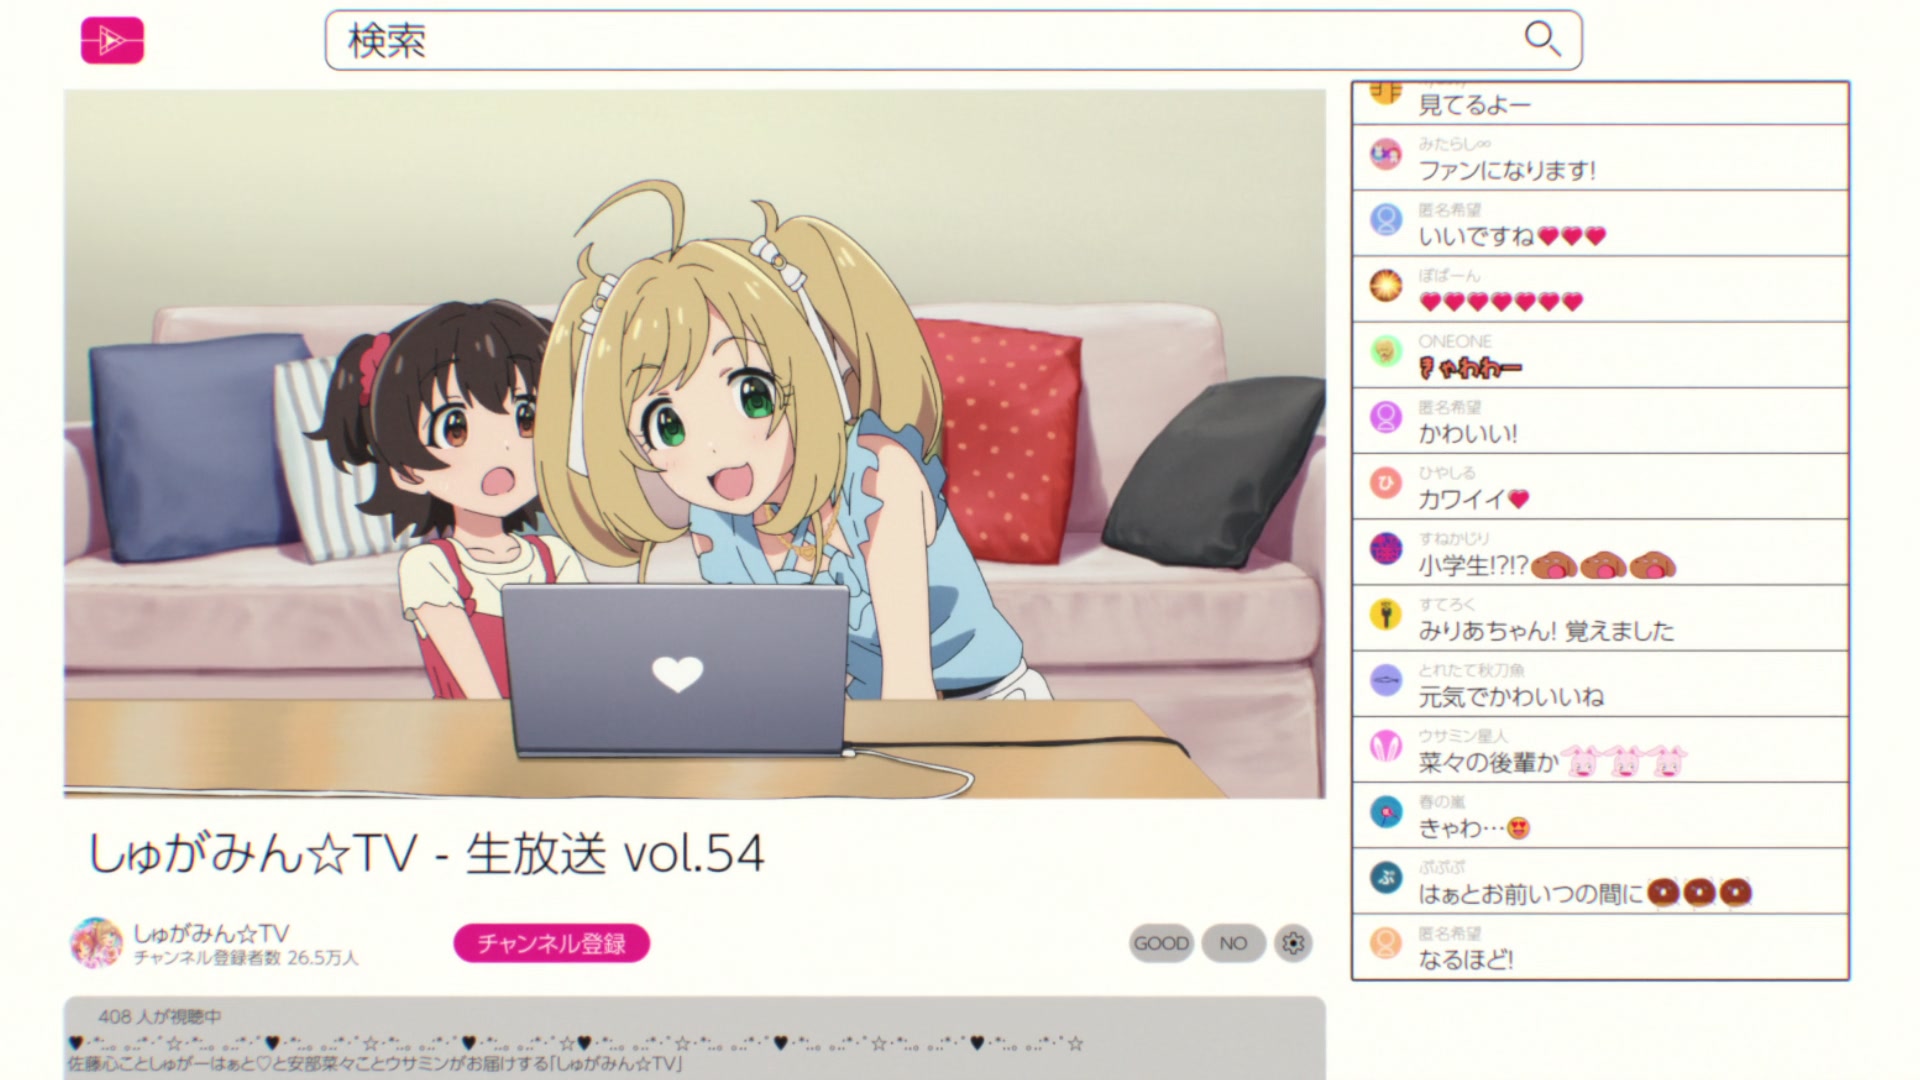 検索
見てるよー
みたらし∞
ファンになります!
匿名希望
いいですね❤❤❤
ぽぱーん
❤❤❤❤❤❤❤
ONEONE
きゃわわー
匿名希望
かわいい!
ひ
ひやしる
カワイイ❤
すねかじり
小学生!?!?
すてろく
みりあちゃん! 覚えました
とれたて秋刀魚
元気でかわいいね
ウサミン星人
菜々の後輩か
春の嵐
きゃわ…😍
ぷ
ぷぷぷ
はぁとお前いつの間に
匿名希望
なるほど!
しゅがみん☆TV - 生放送 vol.54
しゅがみん☆TV
チャンネル登録者数 26.5万人
チャンネル登録
GOOD
NO
408 人が視聴中
佐藤心ことしゅがーはぁと♡と安部菜々ことウサミンがお届けする「しゅがみん☆TV」